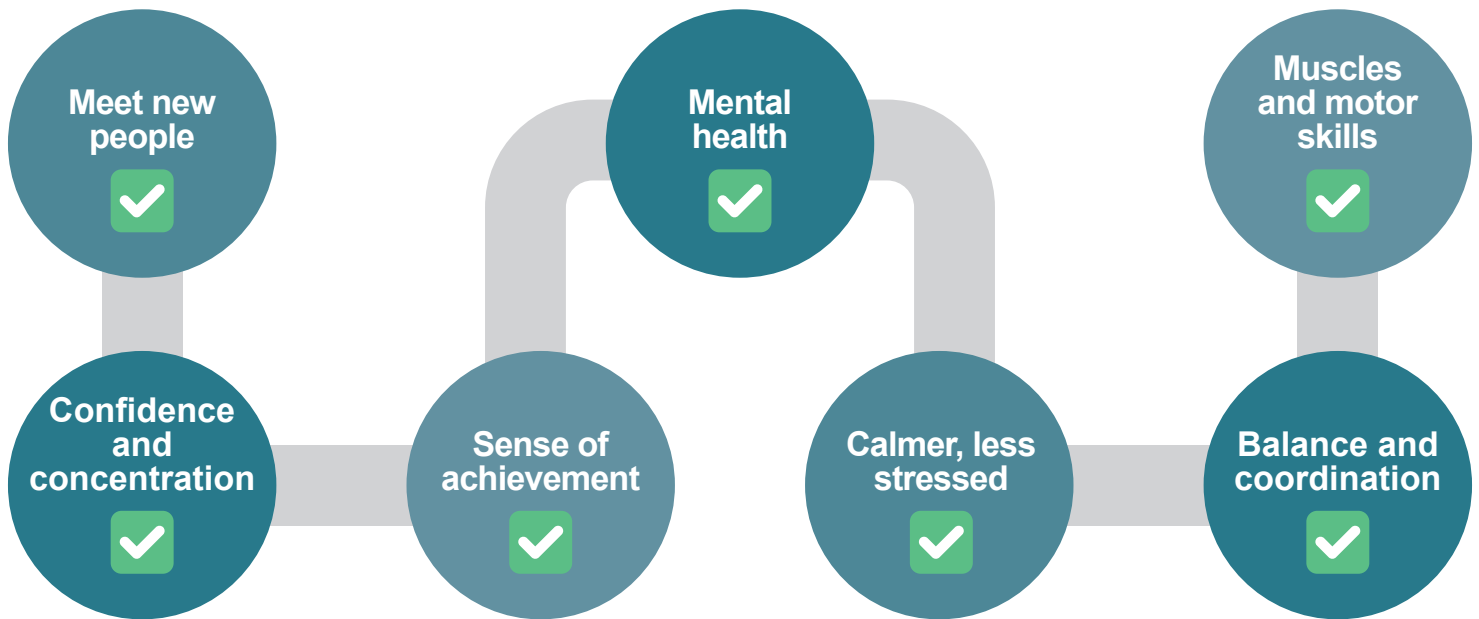 Meet new
people
Confidence
and
concentration
Sense of
achievement
Mental
health
Calmer, less
stressed
Balance and
coordination
Muscles
and motor
skills